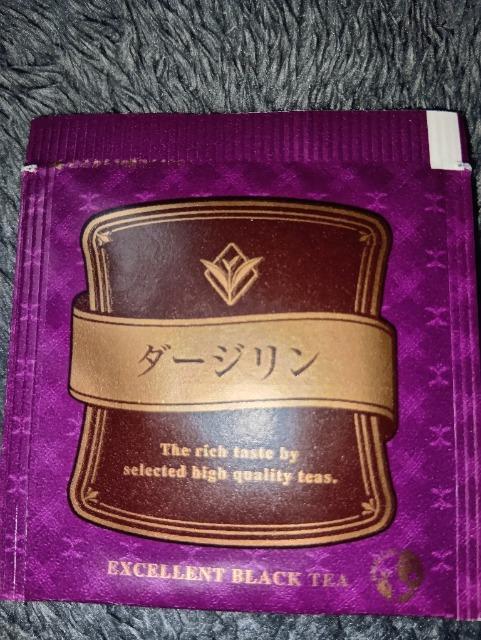 ダージリン
The rich taste by
selected high quality teas.
EXCELLENT BLACK TEA